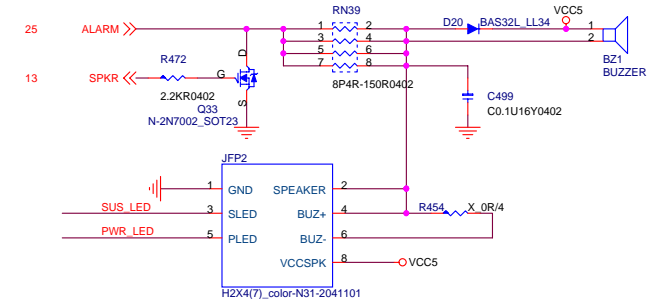 RN39
VCC5
25 ALARM 1 2 D20 BAS32L_LL34 1
3 4 2
R472 D 5 6 BZ1
7 8 BUZZER
13 SPKR G
2.2KR0402 S 8P4R-150R0402 C499
Q33 C0.1U16Y0402
N-2N7002_SOT23
JFP2
1 GND SPEAKER 2
SUS_LED 3 SLED BUZ+ 4 R454 X_0R/4
PWR_LED 5 PLED BUZ- 6
VCCSPK 8 VCC5
H2X4(7)_color-N31-2041101